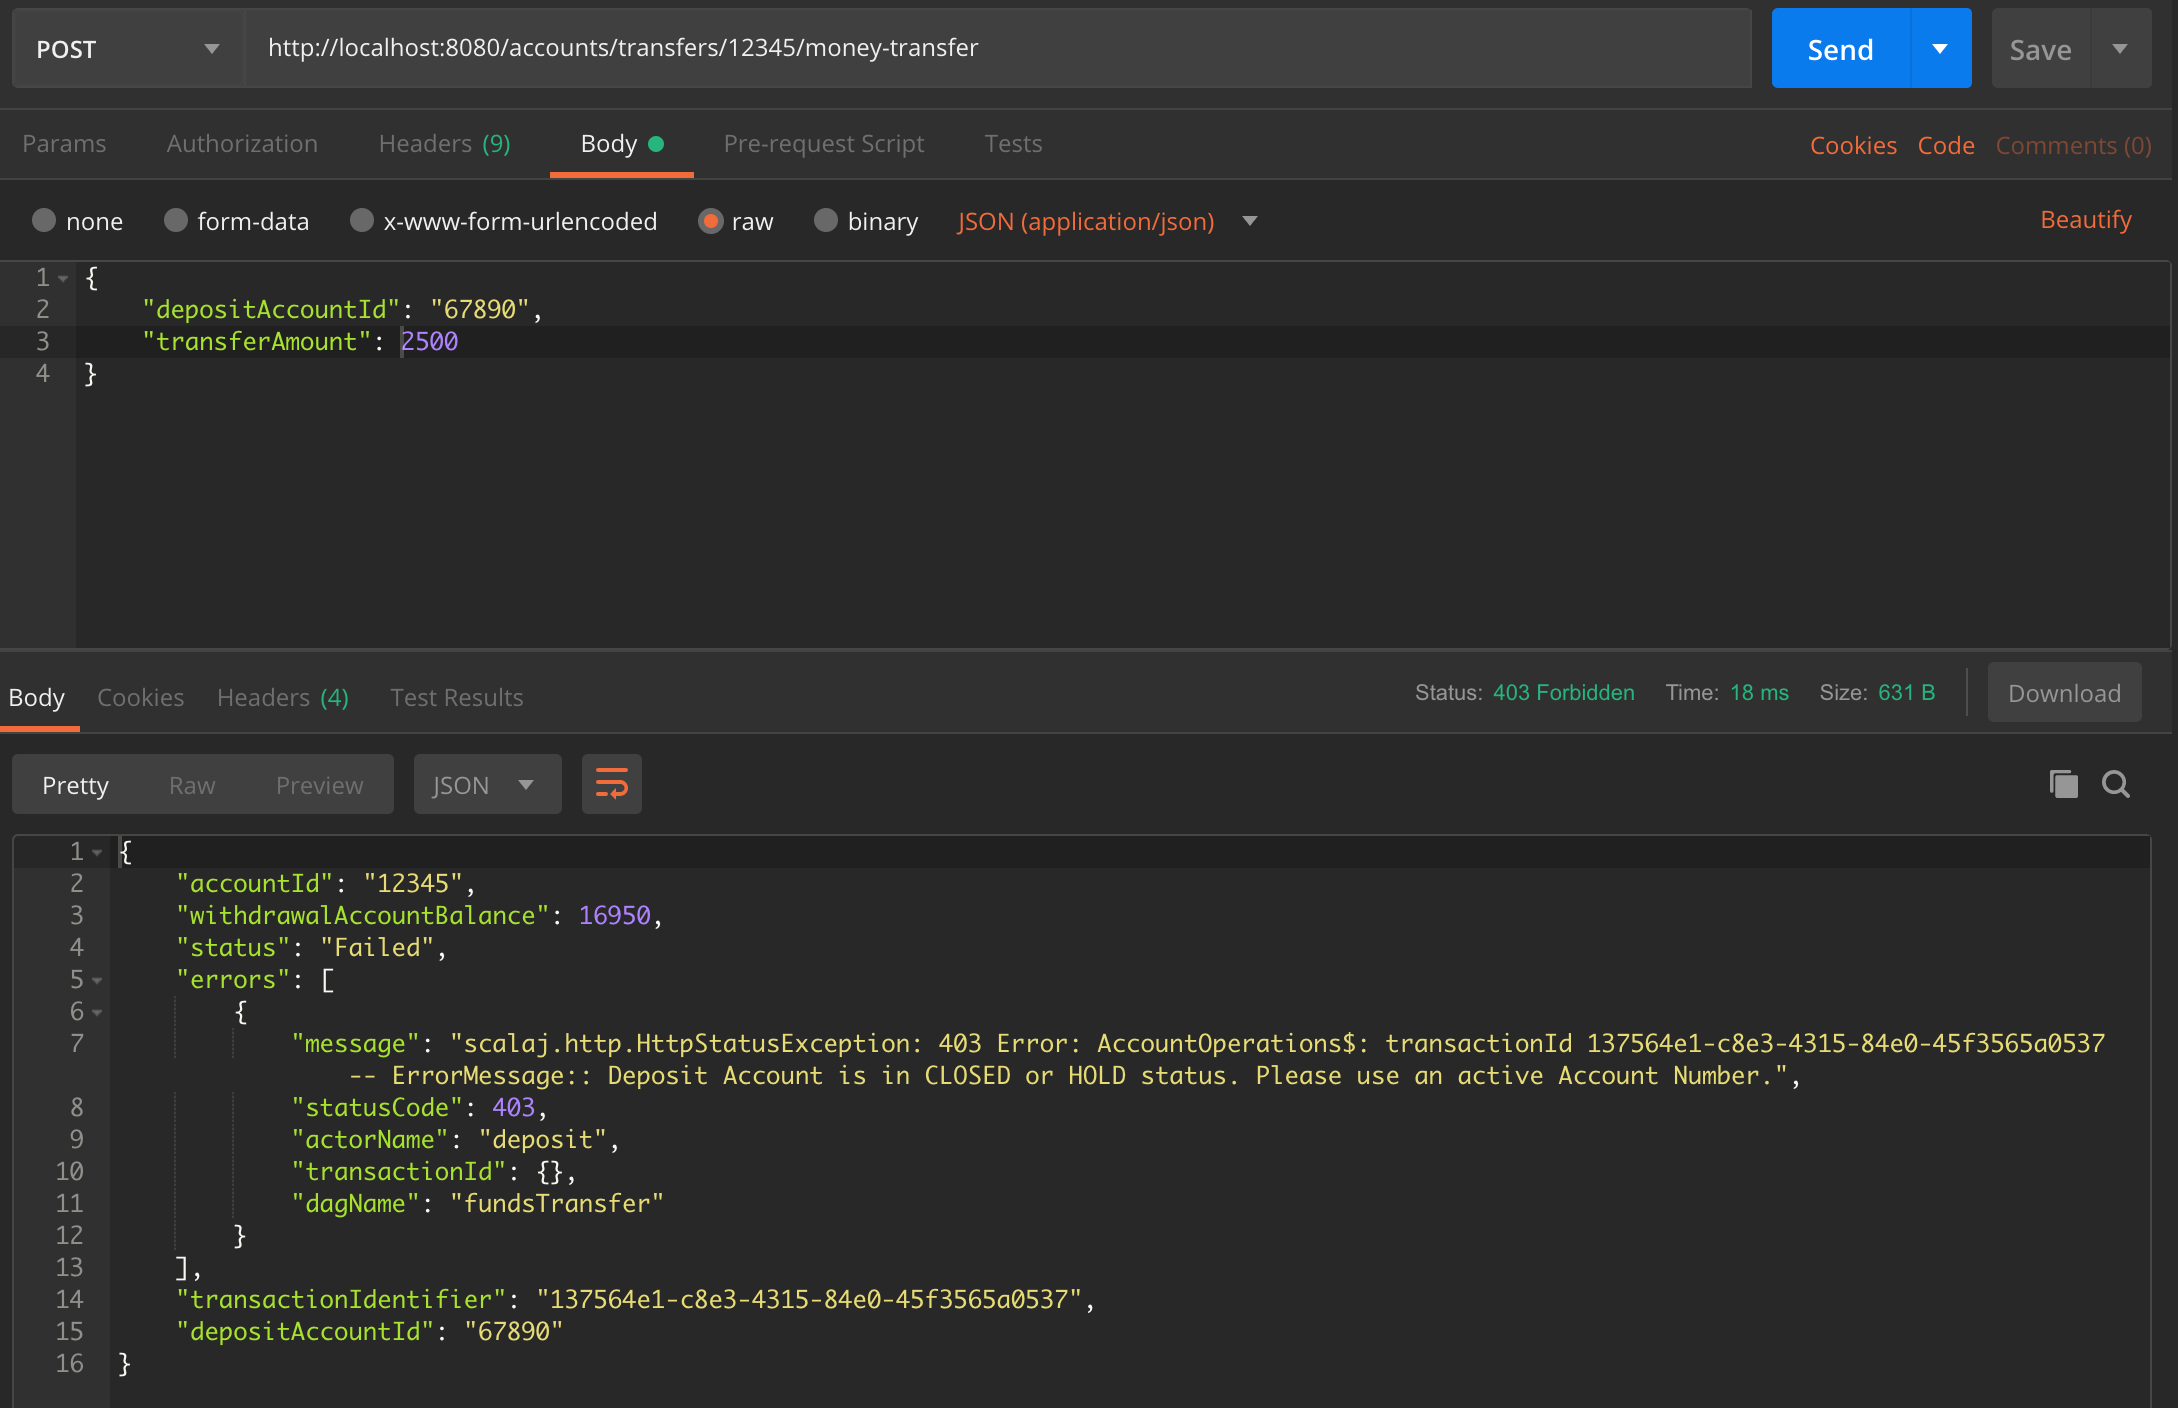 POST http://localhost:8080/accounts/transfers/12345/money-transfer Send Save
Params Authorization Headers (9) Body Pre-request Script Tests Cookies Code Comments (0)
none form-data x-www-form-urlencoded raw binary JSON (application/json) Beautify
1 {
2 "depositAccountId": "67890",
3 "transferAmount": 2500
4 }
Body Cookies Headers (4) Test Results Status: 403 Forbidden Time: 18 ms Size: 631 B Download
Pretty Raw Preview JSON
1 {
2 "accountId": "12345",
3 "withdrawalAccountBalance": 16950,
4 "status": "Failed",
5 "errors": [
6 {
7 "message": "scalaj.http.HttpStatusException: 403 Error: AccountOperations$: transactionId 137564e1-c8e3-4315-84e0-45f3565a0537
-- ErrorMessage:: Deposit Account is in CLOSED or HOLD status. Please use an active Account Number.",
8 "statusCode": 403,
9 "actorName": "deposit",
10 "transactionId": {},
11 "dagName": "fundsTransfer"
12 }
13 ],
14 "transactionIdentifier": "137564e1-c8e3-4315-84e0-45f3565a0537",
15 "depositAccountId": "67890"
16 }